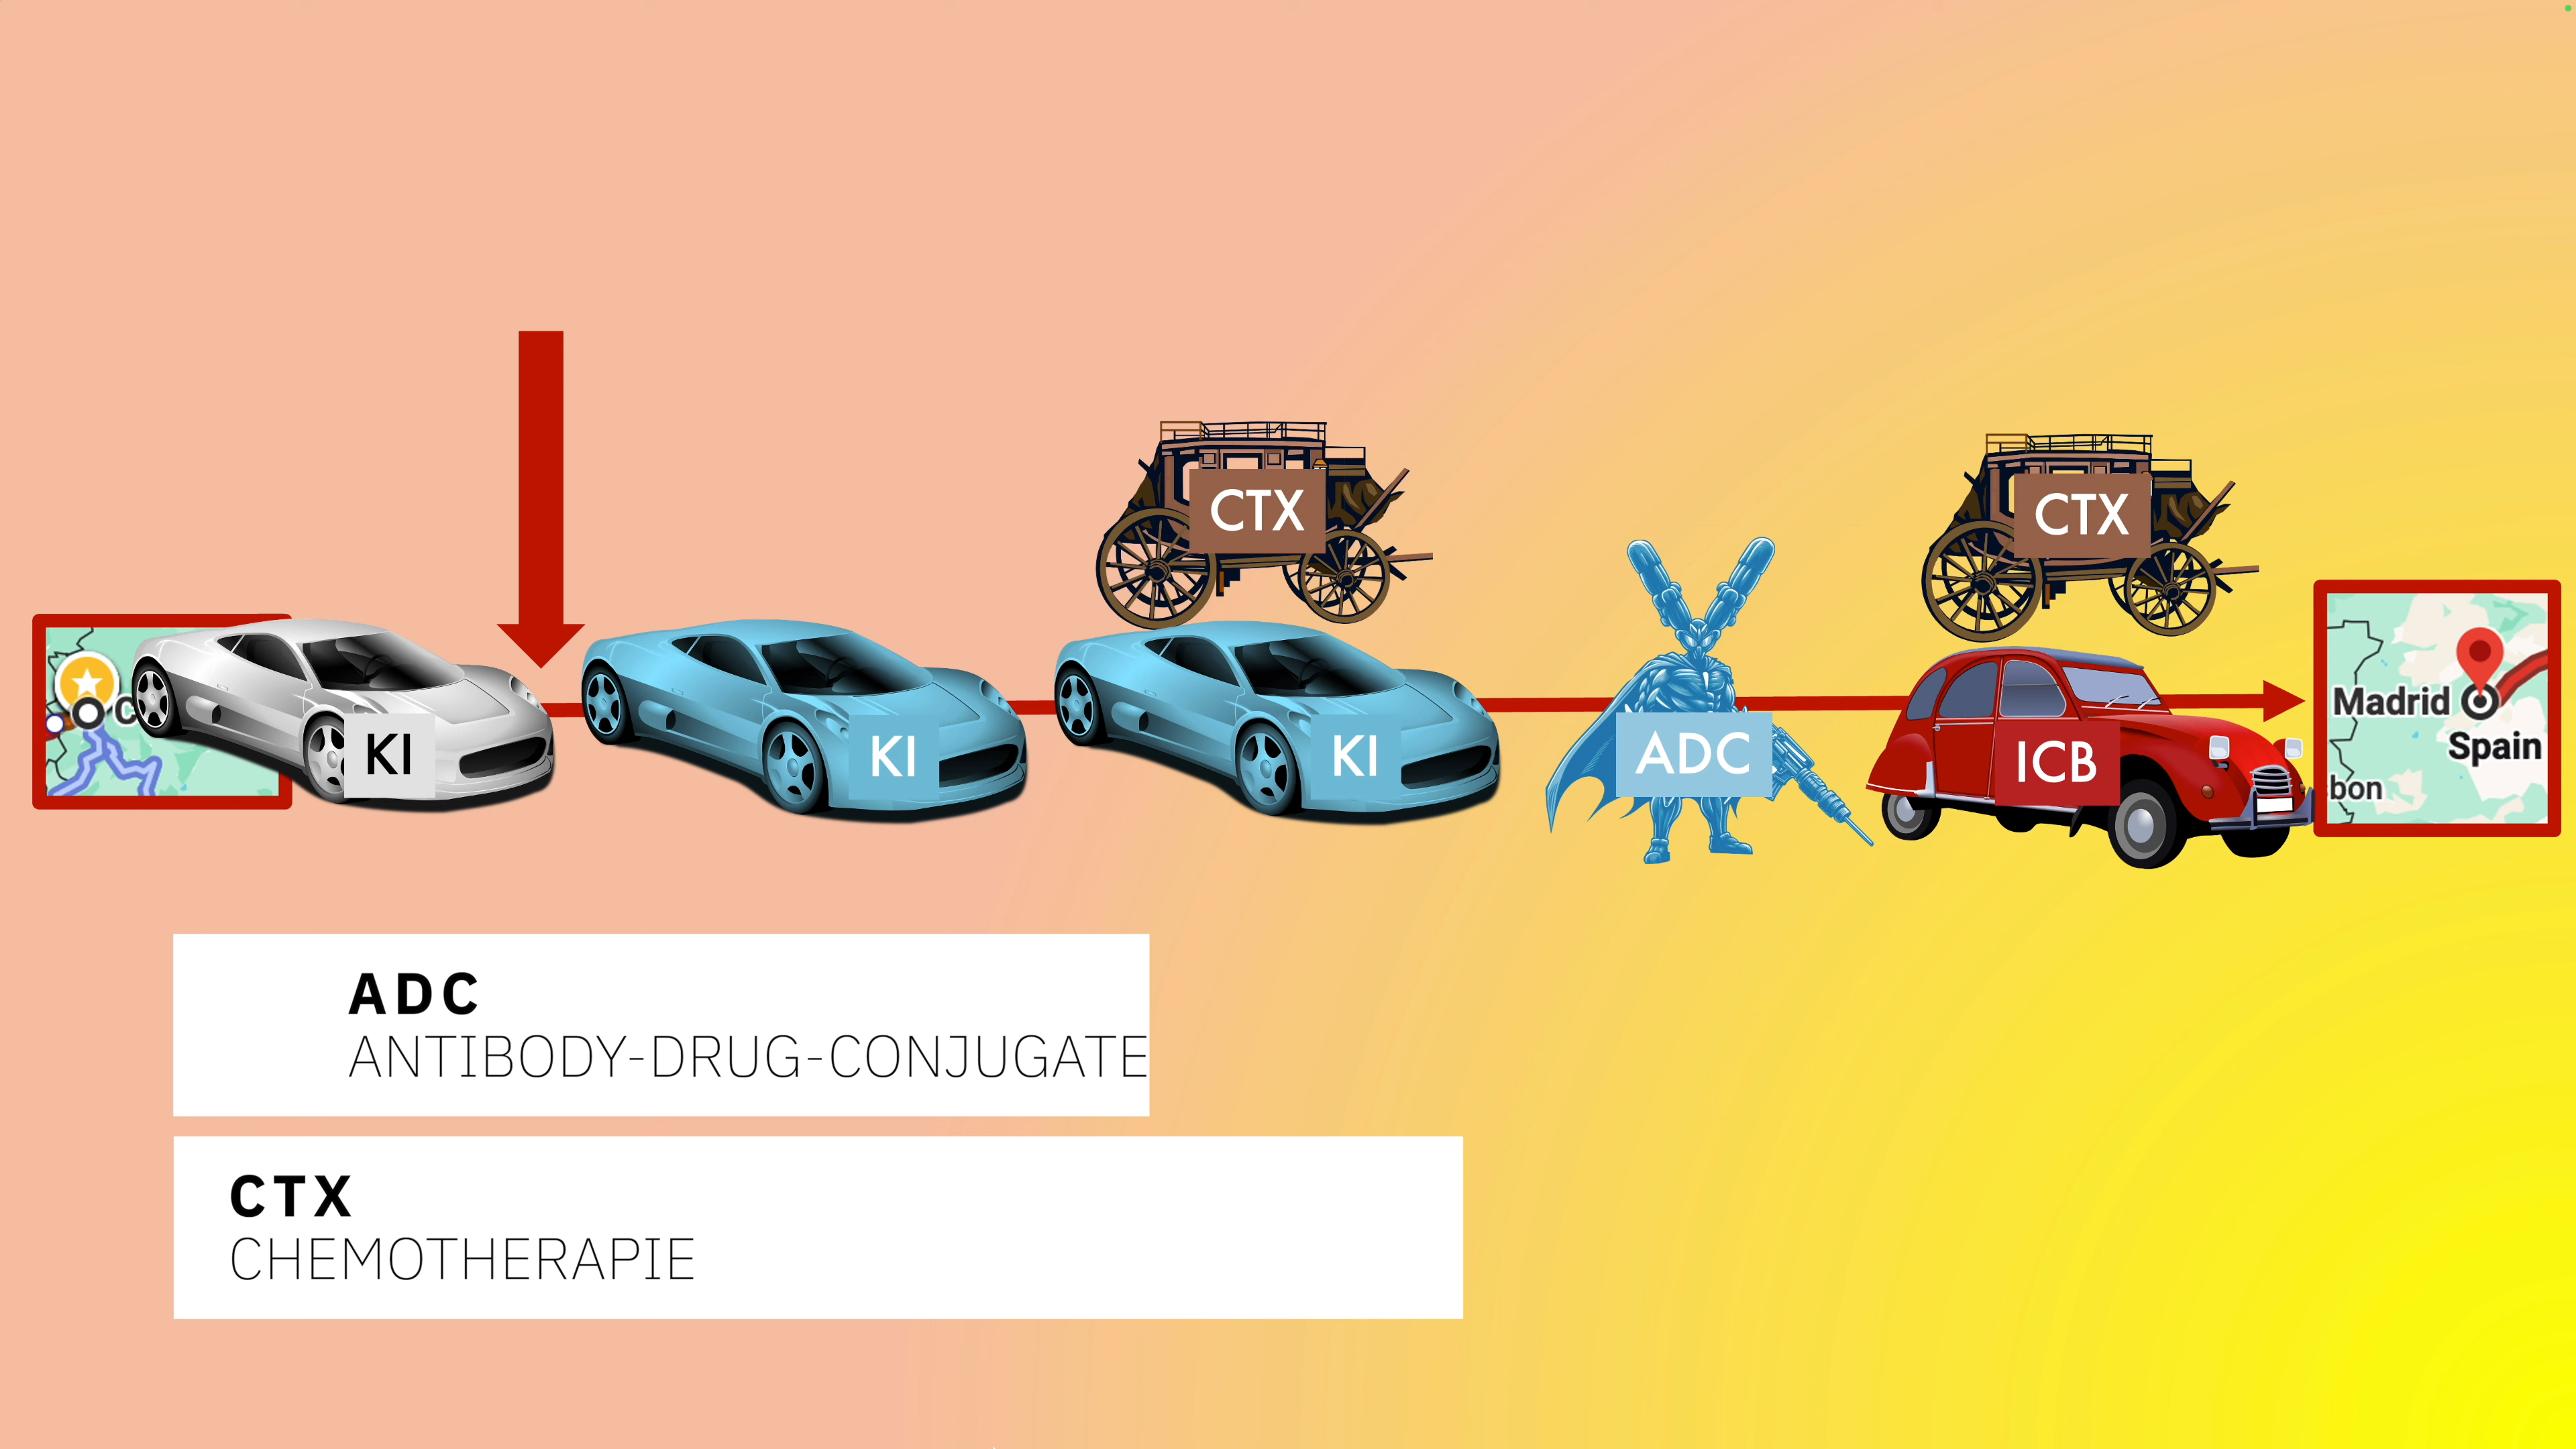 CTX
CTX
C
KI
KI
KI
ADC
ICB
Madrid
Spain
bon
ADC
ANTIBODY-DRUG-CONJUGATE
CTX
CHEMOTHERAPIE